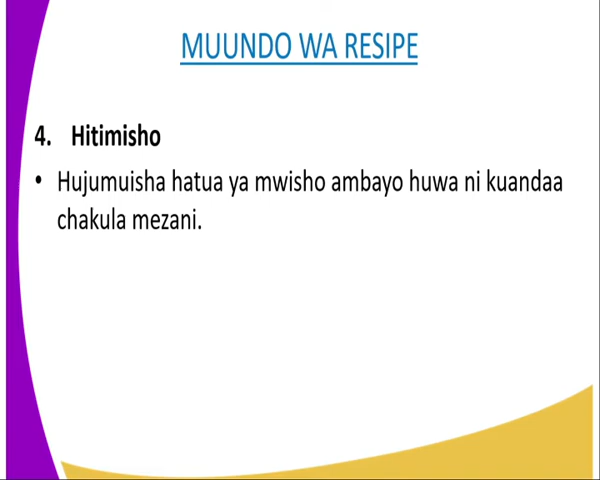 MUUNDO WA RESIPE
4. Hitimisho
• Hujumuisha hatua ya mwisho ambayo huwa ni kuandaa
chakula mezani.